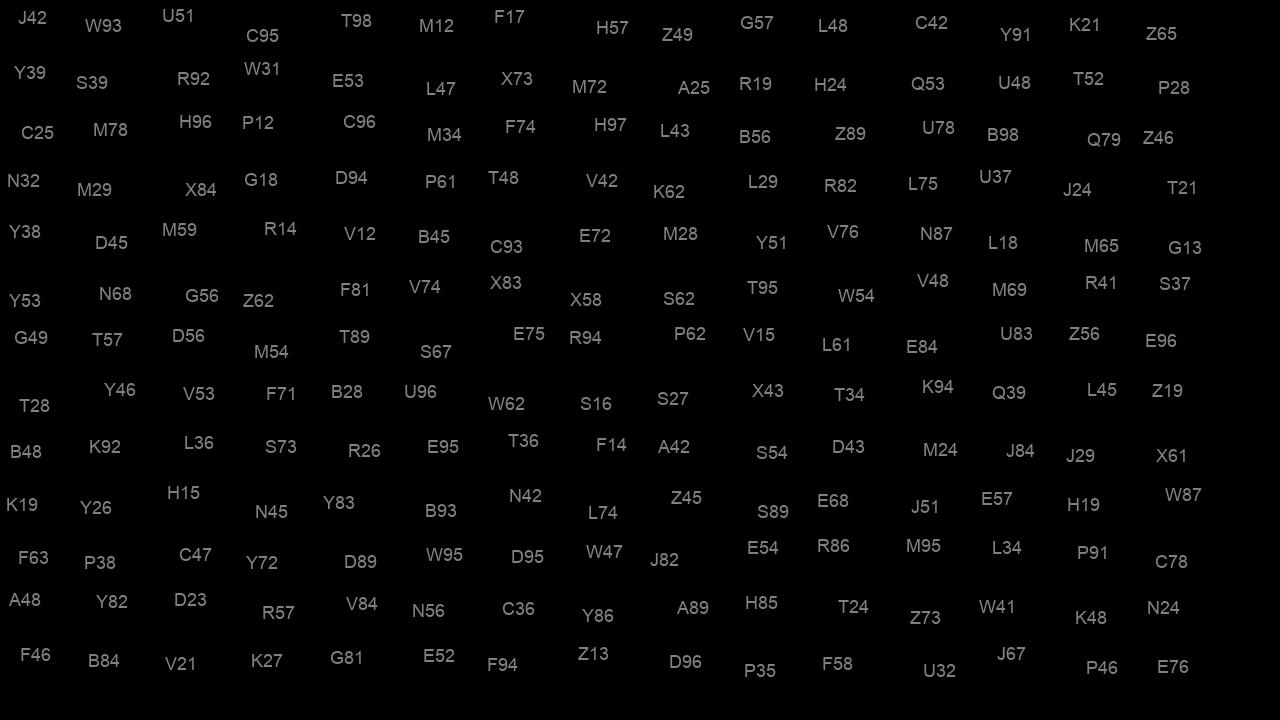 J42 W93 U51 C95 T98 M12 F17 H57 Z49 G57 L48 C42 Y91 K21 Z65
Y39 S39 R92 W31 E53 L47 X73 M72 A25 R19 H24 Q53 U48 T52 P28
C25 M78 H96 P12 C96 M34 F74 H97 L43 B56 Z89 U78 B98 Q79 Z46
N32 M29 X84 G18 D94 P61 T48 V42 K62 L29 R82 L75 U37 J24 T21
Y38 D45 M59 R14 V12 B45 C93 E72 M28 Y51 V76 N87 L18 M65 G13
Y53 N68 G56 Z62 F81 V74 X83 X58 S62 T95 W54 V48 M69 R41 S37
G49 T57 D56 M54 T89 S67 E75 R94 P62 V15 L61 E84 U83 Z56 E96
T28 Y46 V53 F71 B28 U96 W62 S16 S27 X43 T34 K94 Q39 L45 Z19
B48 K92 L36 S73 R26 E95 T36 F14 A42 S54 D43 M24 J84 J29 X61
K19 Y26 H15 N45 Y83 B93 N42 L74 Z45 S89 E68 J51 E57 H19 W87
F63 P38 C47 Y72 D89 W95 D95 W47 J82 E54 R86 M95 L34 P91 C78
A48 Y82 D23 R57 V84 N56 C36 Y86 A89 H85 T24 Z73 W41 K48 N24
F46 B84 V21 K27 G81 E52 F94 Z13 D96 P35 F58 U32 J67 P46 E76